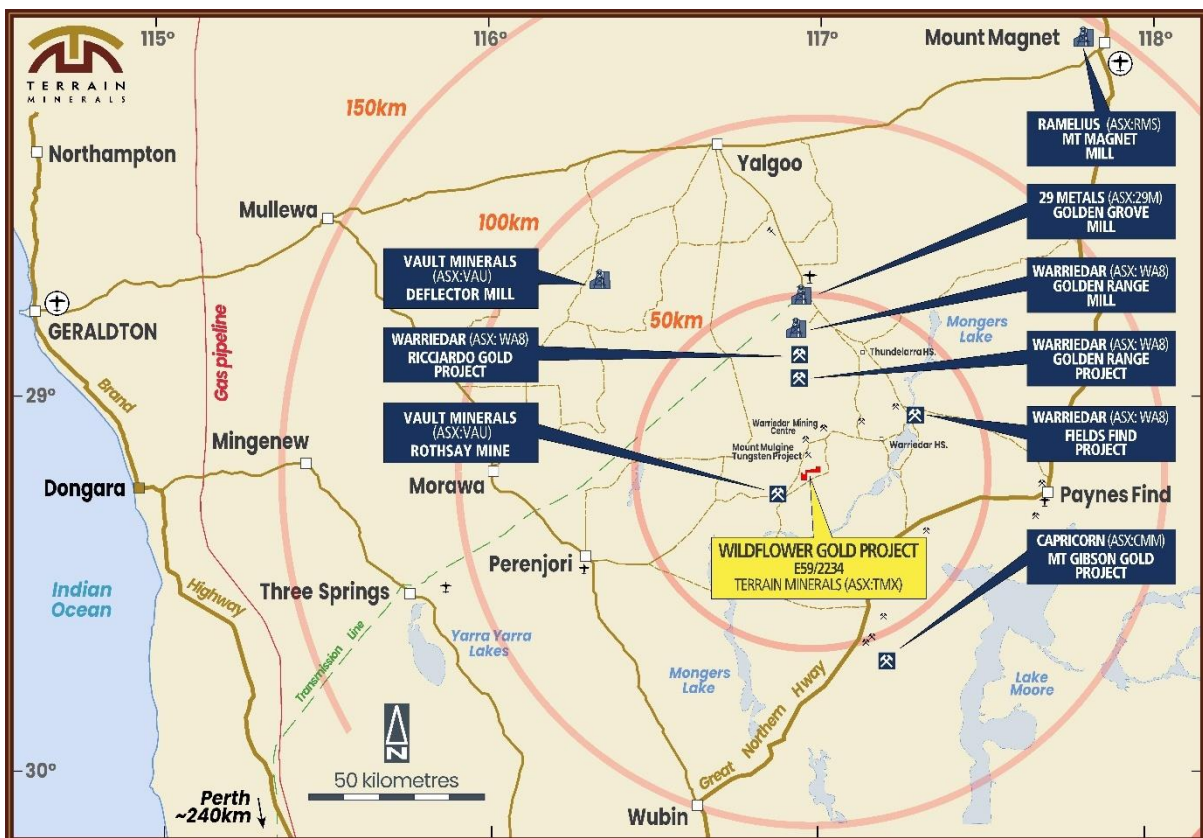 TERRAIN
MINERALS
115°
116°
117°
118°
Mount Magnet
150km
Northampton
RAMELIUS (ASX:RMS)
MT MAGNET
MILL
Yalgoo
Mullewa
100km
29 METALS (ASX:29M)
GOLDEN GROVE
MILL
VAULT MINERALS
(ASX:VAU)
DEFLECTOR MILL
WARRIEDAR (ASX: WA8)
GOLDEN RANGE
MILL
GERALDTON
Gas pipeline
50km
Mongers
Lake
WARRIEDAR (ASX: WA8)
RICCIARDO GOLD
PROJECT
Thundelarra HS.
WARRIEDAR (ASX: WA8)
GOLDEN RANGE
PROJECT
29°
29°
Brand
Highway
VAULT MINERALS
(ASX:VAU)
ROTHSAY MINE
Warriedar Mining
Centre
Mount Mulgine
Tungsten Project
Warriedar HS.
WARRIEDAR (ASX: WA8)
FIELDS FIND
PROJECT
Mingenew
Dongara
Morawa
Paynes Find
WILDFLOWER GOLD PROJECT
E59/2234
TERRAIN MINERALS (ASX:TMX)
CAPRICORN (ASX:CMM)
MT GIBSON GOLD
PROJECT
Perenjori
Indian
Ocean
Three Springs
Transmission Line
Yarra Yarra
Lakes
Mongers
Lake
Lake
Moore
Great Northern Hway
N
30°
30°
50 kilometres
Perth
~240km
Wubin